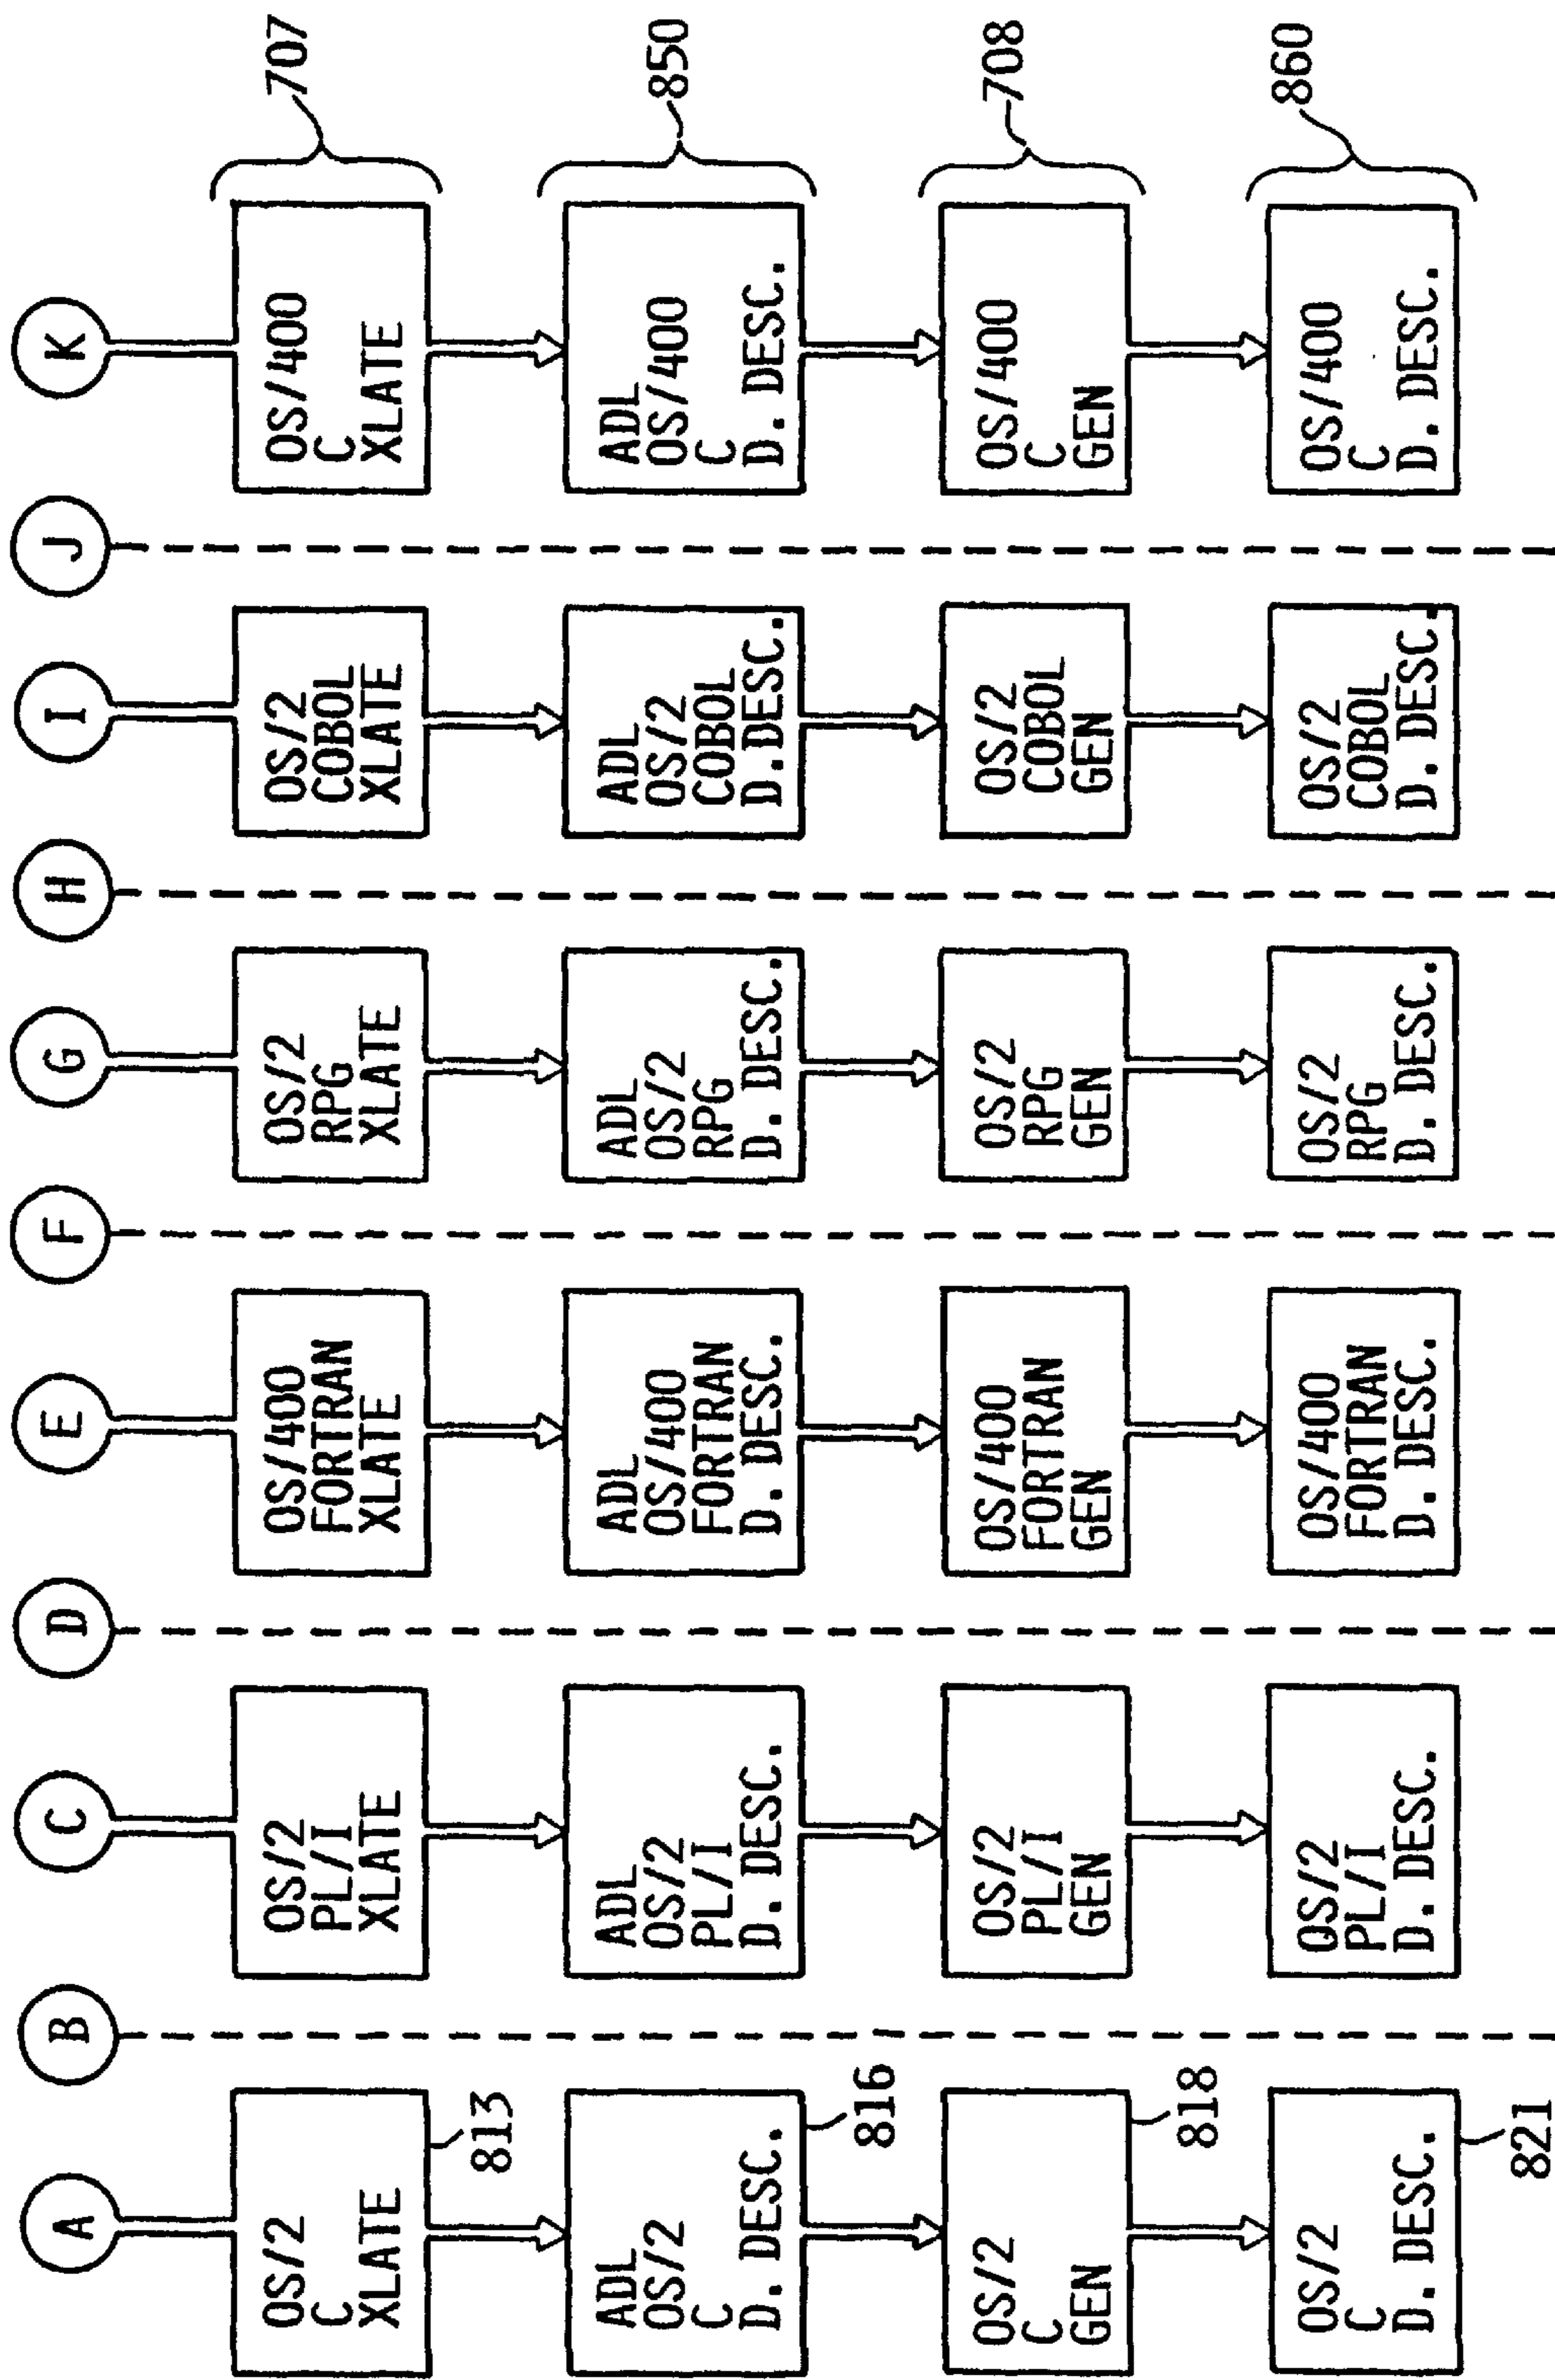 A
B
C
D
E
F
G
H
I
J
K
OS/2
C
XLATE
813
OS/2
PL/I
XLATE
OS/400
FORTRAN
XLATE
OS/2
RPG
XLATE
OS/2
COBOL
XLATE
OS/400
C
XLATE
707
ADL
OS/2
C
D. DESC.
816
ADL
OS/2
PL/I
D. DESC.
ADL
OS/400
FORTRAN
D. DESC.
ADL
OS/2
RPG
D. DESC.
ADL
OS/2
COBOL
D.DESC.
ADL
OS/400
C
D. DESC.
850
OS/2
C
GEN
818
OS/2
PL/I
GEN
OS/400
FORTRAN
GEN
OS/2
RPG
GEN
OS/2
COBOL
GEN
OS/400
C
GEN
708
OS/2
C
D. DESC.
821
OS/2
PL/I
D. DESC.
OS/400
FORTRAN
D. DESC.
OS/2
RPG
D. DESC.
OS/2
COBOL
D. DESC.
OS/400
C
D. DESC.
860